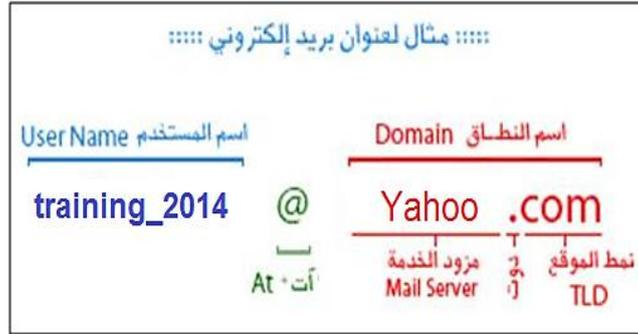 ::::: مثال لعنوان بريد إلكتروني :::::
User Name اسم المستخدم
Domain اسم النطـاق
training_2014 @ Yahoo .com
At "آت"
مزود الخدمة
Mail Server
دوت
نمط الموقع
TLD